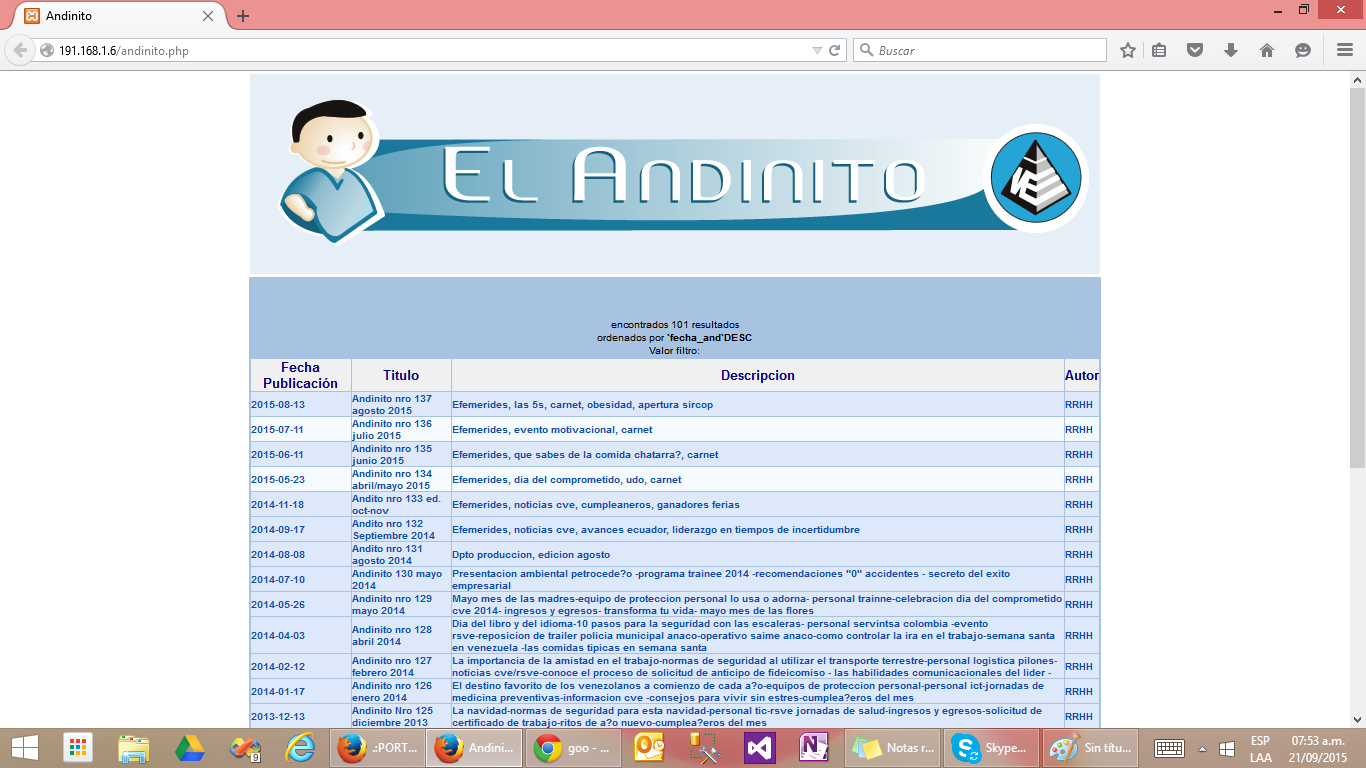 Andinito
191.168.1.6/andinito.php
Buscar
EL ANDINITO
encontrados 101 resultados
ordenados por `fecha_and`DESC
Valor filtro:
Fecha Publicación Titulo Descripcion Autor
2015-08-13 Andinito nro 137 agosto 2015 Efemerides, las 5s, carnet, obesidad, apertura sircop RRHH
2015-07-11 Andinito nro 136 julio 2015 Efemerides, evento motivacional, carnet RRHH
2015-06-11 Andinito nro 135 junio 2015 Efemerides, que sabes de la comida chatarra?, carnet RRHH
2015-05-23 Andinito nro 134 abril/mayo 2015 Efemerides, dia del comprometido, udo, carnet RRHH
2014-11-18 Andito nro 133 ed. oct-nov Efemerides, noticias cve, cumpleaneros, ganadores ferias RRHH
2014-09-17 Andito nro 132 Septiembre 2014 Efemerides, noticias cve, avances ecuador, liderazgo en tiempos de incertidumbre RRHH
2014-08-08 Andito nro 131 agosto 2014 Dpto produccion, edicion agosto RRHH
2014-07-10 Andinito 130 mayo 2014 Presentacion ambiental petrocede?o -programa trainee 2014 -recomendaciones "0" accidentes - secreto del exito empresarial RRHH
2014-05-26 Andinito nro 129 mayo 2014 Mayo mes de las madres-equipo de proteccion personal lo usa o adorna- personal trainne-celebracion dia del comprometido cve 2014- ingresos y egresos- transforma tu vida- mayo mes de las flores RRHH
2014-04-03 Andinito nro 128 abril 2014 Dia del libro y del idioma-10 pasos para la seguridad con las escaleras- personal servintsa colombia -evento rsve-reposicion de trailer policia municipal anaco-operativo saime anaco-como controlar la ira en el trabajo-semana santa en venezuela -las comidas tipicas en semana santa RRHH
2014-02-12 Andinito nro 127 febrero 2014 La importancia de la amistad en el trabajo-normas de seguridad al utilizar el transporte terrestre-personal logistica pilones-noticias cve/rsve-conoce el proceso de solicitud de anticipo de fideicomiso - las habilidades comunicacionales del lider - RRHH
2014-01-17 Andinito nro 126 enero 2014 El destino favorito de los venezolanos a comienzo de cada a?o-equipos de proteccion personal-personal ict-jornadas de medicina preventivas-informacion cve -consejos para vivir sin estres-cumplea?eros del mes RRHH
2013-12-13 Andinito Nro 125 diciembre 2013 La navidad-normas de seguridad para esta navidad-personal tic-rsve jornadas de salud-ingresos y egresos-solicitud de certificado de trabajo-ritos de a?o nuevo-cumplea?eros del mes RRHH
9
.:PORT...
Andini...
goo - ...
Notas r...
Skype...
Sin títu...
ESP
LAA
07:53 a.m.
21/09/2015